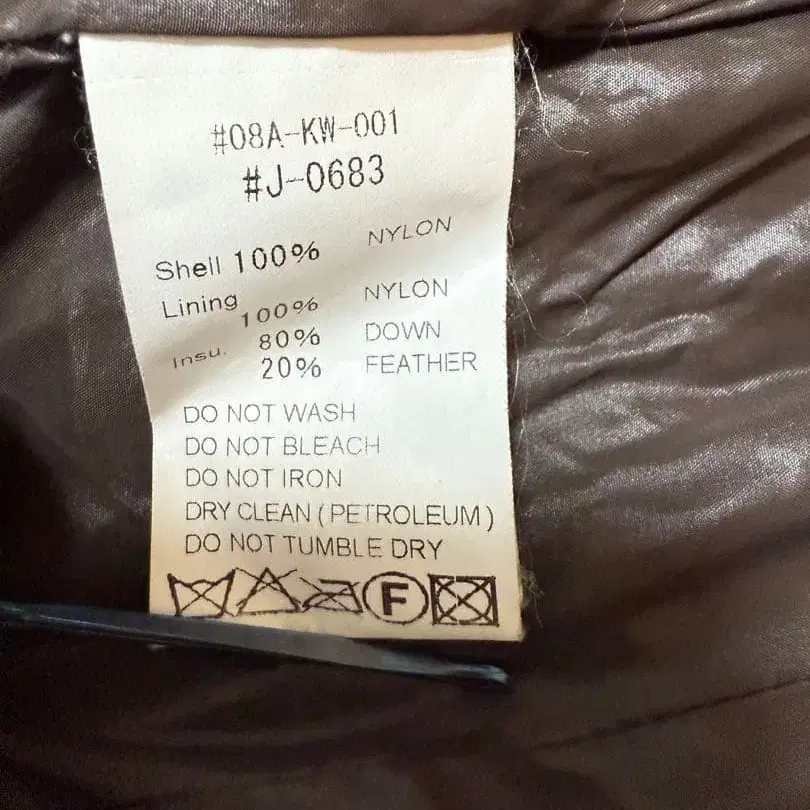 #08A-KW-001
#J-0683
Shell 100% NYLON
Lining 100% NYLON
Insu. 80% DOWN
20% FEATHER
DO NOT WASH
DO NOT BLEACH
DO NOT IRON
DRY CLEAN (PETROLEUM)
DO NOT TUMBLE DRY
F